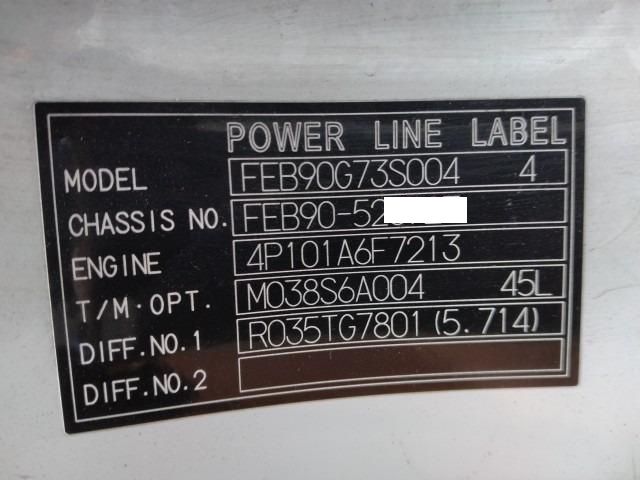 POWER LINE LABEL
MODEL FEB90G73S004 4
CHASSIS NO. FEB90-52
ENGINE 4P101A6F7213
T/M·OPT. M038S6A004 45L
DIFF.NO.1 R035TG7801(5.714)
DIFF.NO.2